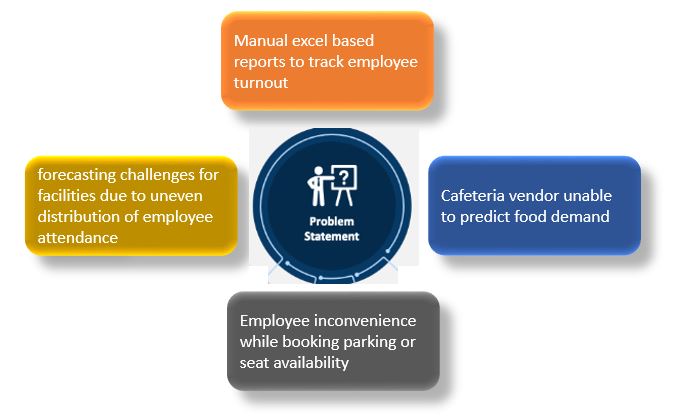 Manual excel based
reports to track employee
turnout
forecasting challenges for
facilities due to uneven
distribution of employee
attendance
?
Problem
Statement
Cafeteria vendor unable
to predict food demand
Employee inconvenience
while booking parking or
seat availability